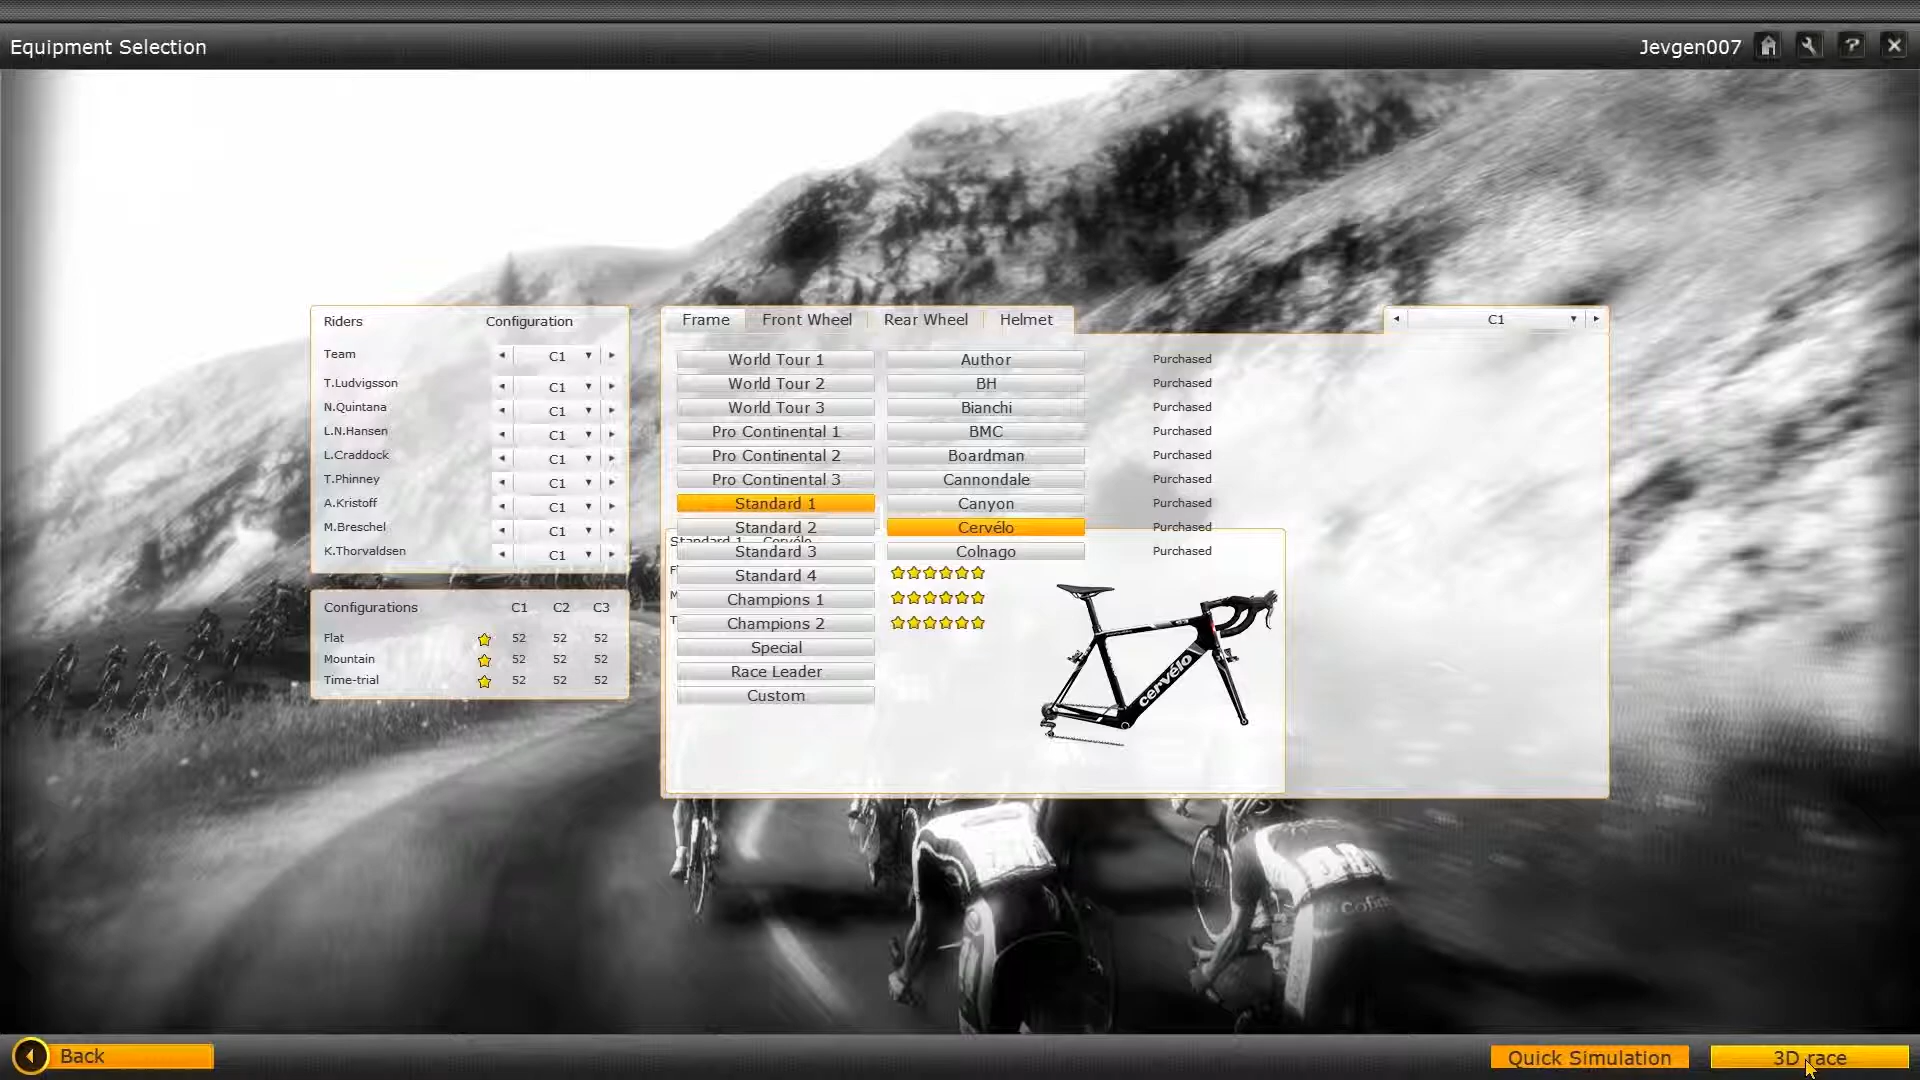 Equipment Selection
Jevgen007
Riders Configuration
Team C1
T.Ludvigsson C1
N.Quintana C1
L.N.Hansen C1
L.Craddock C1
T.Phinney C1
A.Kristoff C1
M.Breschel C1
K.Thorvaldsen C1
Configurations C1 C2 C3
Flat 52 52 52
Mountain 52 52 52
Time-trial 52 52 52
Frame Front Wheel Rear Wheel Helmet
C1
World Tour 1 Author Purchased
World Tour 2 BH Purchased
World Tour 3 Bianchi Purchased
Pro Continental 1 BMC Purchased
Pro Continental 2 Boardman Purchased
Pro Continental 3 Cannondale Purchased
Standard 1 Canyon Purchased
Standard 2 Cervélo Purchased
Standard 1 Cervélo
Standard 3 Colnago Purchased
Standard 4
Champions 1
Champions 2
Special
Race Leader
Custom
cervélo
Cofidis
Back
Quick Simulation
3D race